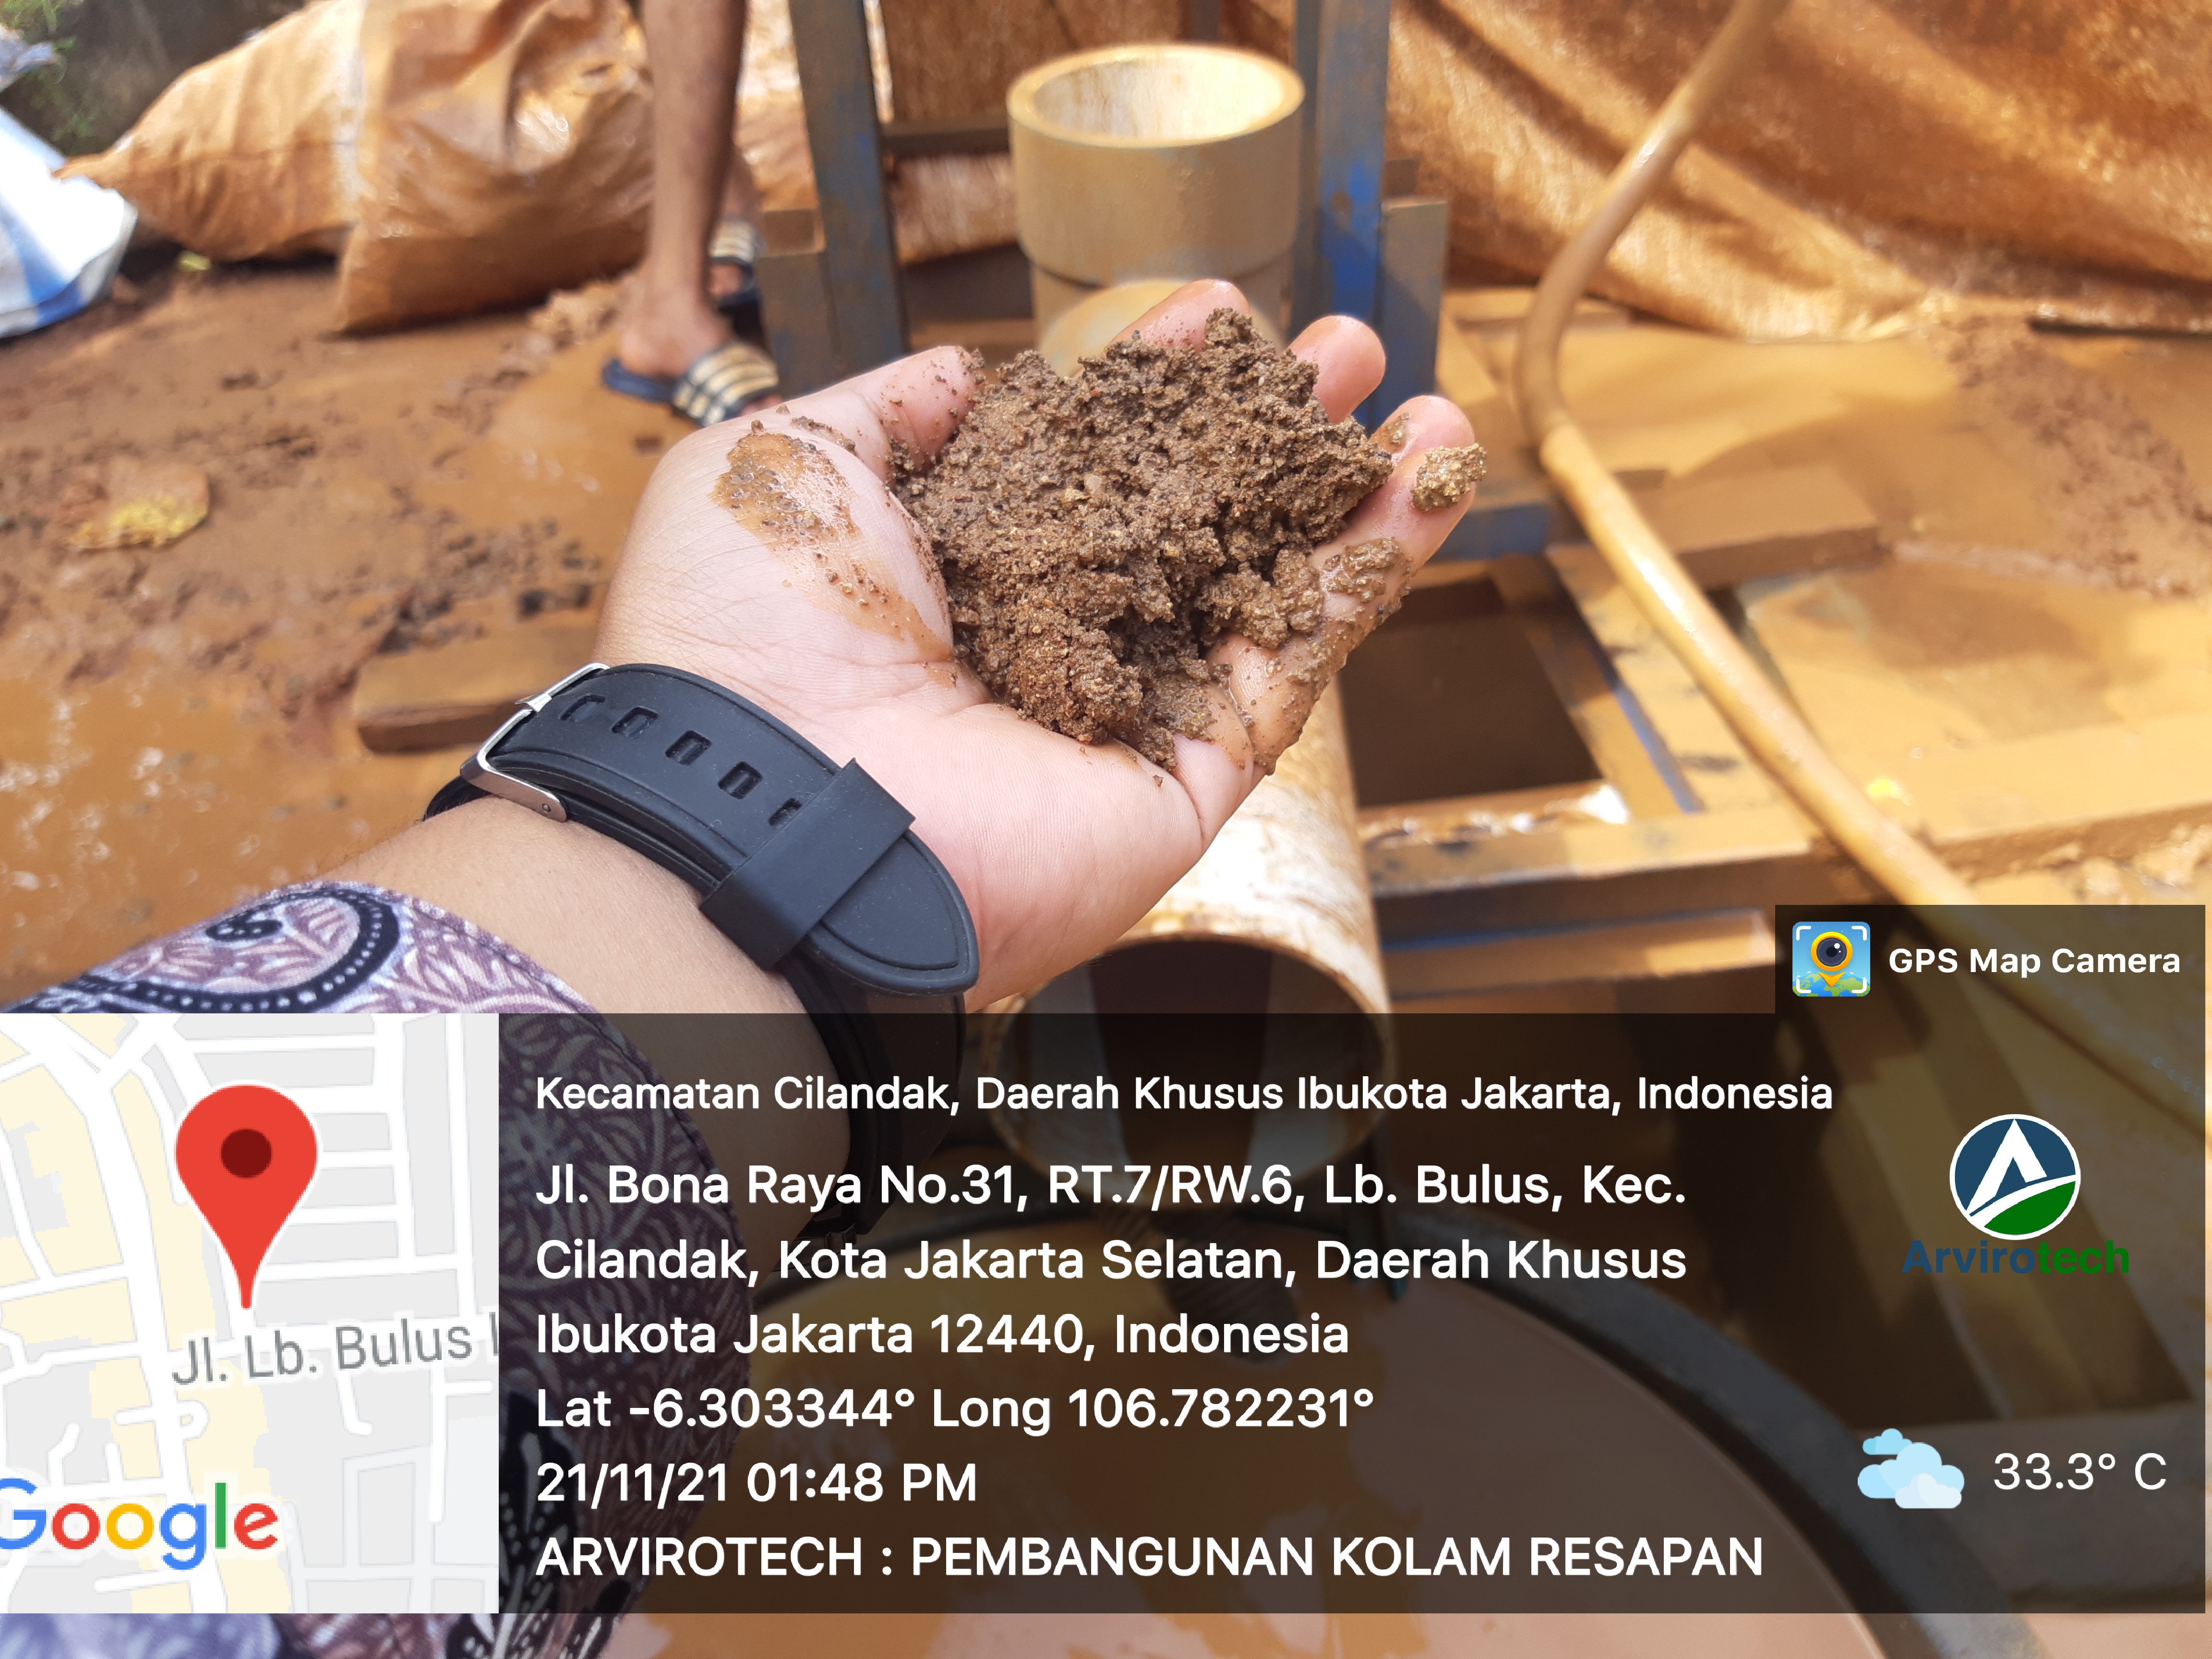 GPS Map Camera
Kecamatan Cilandak, Daerah Khusus Ibukota Jakarta, Indonesia
Jl. Bona Raya No.31, RT.7/RW.6, Lb. Bulus, Kec.
Cilandak, Kota Jakarta Selatan, Daerah Khusus
Ibukota Jakarta 12440, Indonesia
Lat -6.303344° Long 106.782231°
21/11/21 01:48 PM
ARVIROTECH : PEMBANGUNAN KOLAM RESAPAN
Arvirotech
33.3° C
Jl. Lb. Bulus
Google